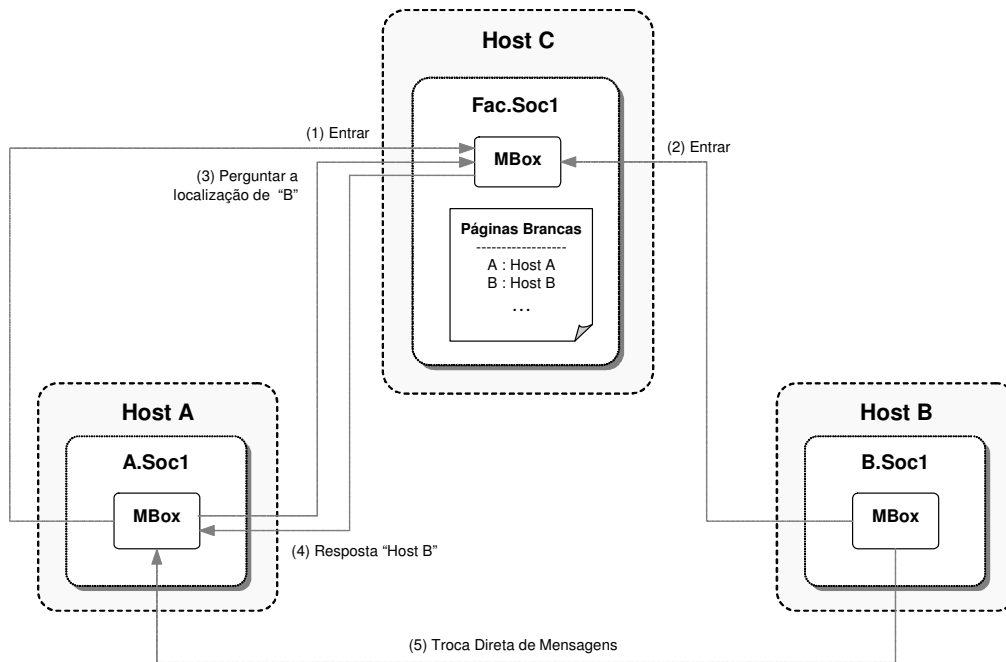 Host C
Fac.Soc1
MBox
(1) Entrar
(2) Entrar
(3) Perguntar a
localização de “B”
Páginas Brancas
------------------
A : Host A
B : Host B
...
Host A
A.Soc1
MBox
(4) Resposta “Host B”
Host B
B.Soc1
MBox
(5) Troca Direta de Mensagens